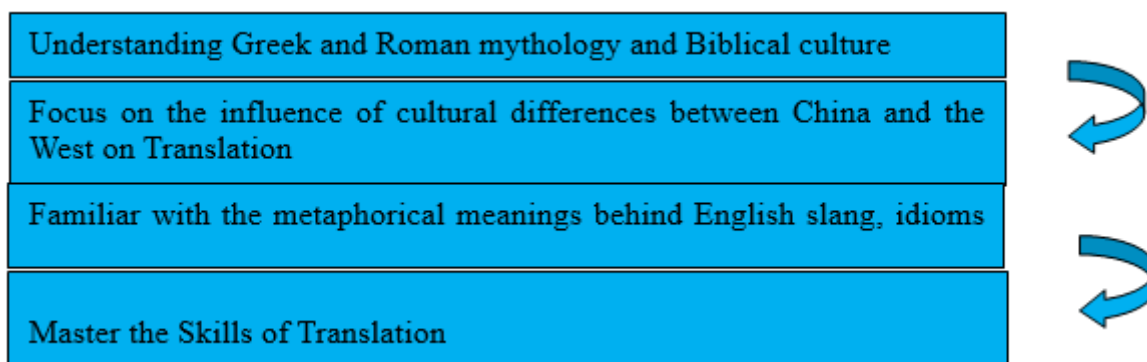 Understanding Greek and Roman mythology and Biblical culture
Focus on the influence of cultural differences between China and the
West on Translation
Familiar with the metaphorical meanings behind English slang, idioms
Master the Skills of Translation